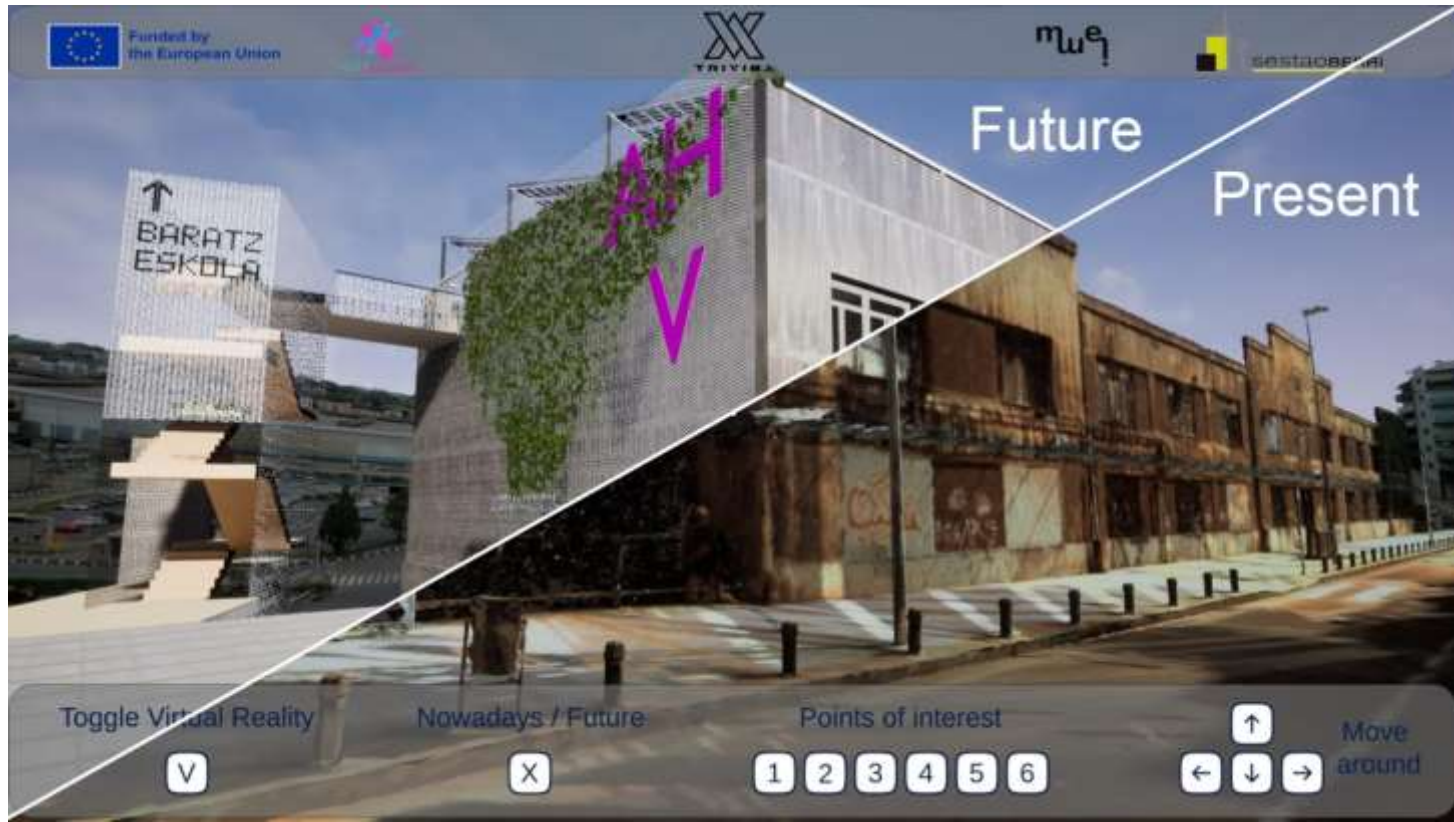 Funded by
the European Union
TRIVIRA
mwel
sestaoBERRI
Future
Present
↑
BARATZ
ESKOLA
AH
V
Toggle Virtual Reality
Nowadays / Future
Points of interest
Move
around
V
X
1 2 3 4 5 6
↑
← ↓ →